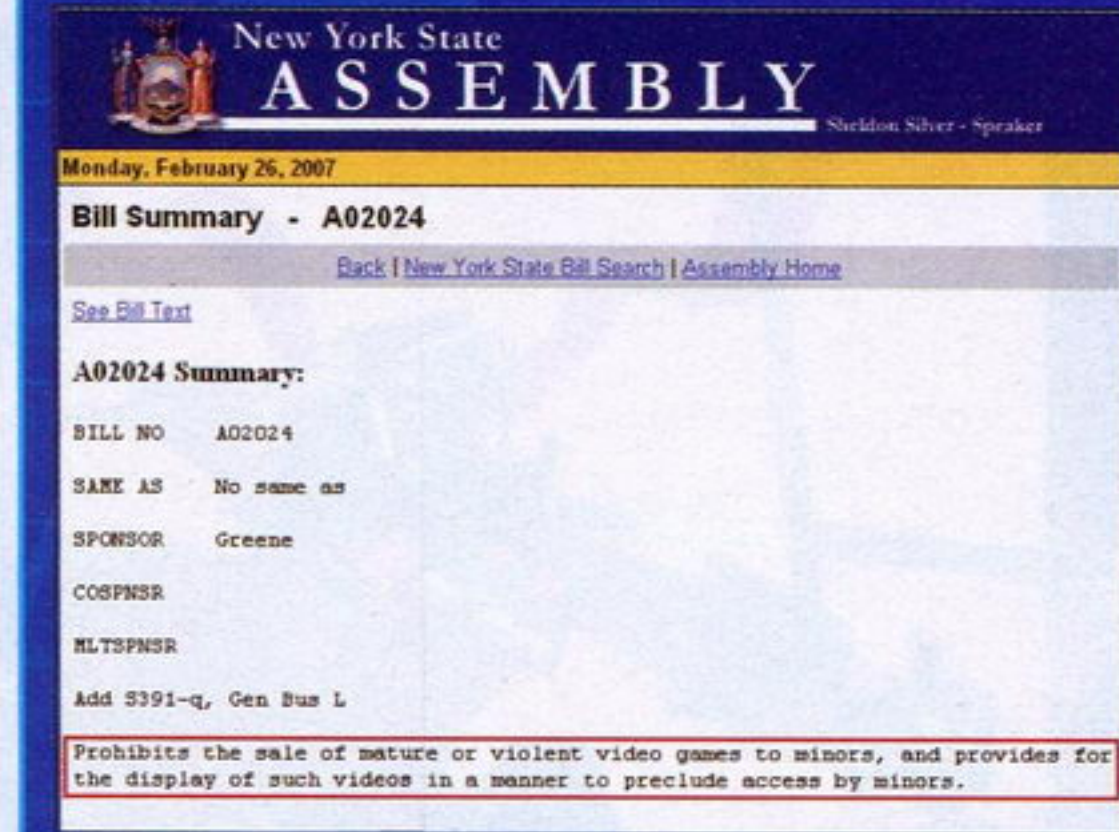 New York State
ASSEMBLY
Sheldon Silver - Speaker
Monday, February 26, 2007
Bill Summary - A02024
Back | New York State Bill Search | Assembly Home
See Bill Text
A02024 Summary:
BILL NO A02024
SAME AS No same as
SPONSOR Greene
COSPNSR
MLTSPNSR
Add S391-q, Gen Bus L
Prohibits the sale of mature or violent video games to minors, and provides for
the display of such videos in a manner to preclude access by minors.